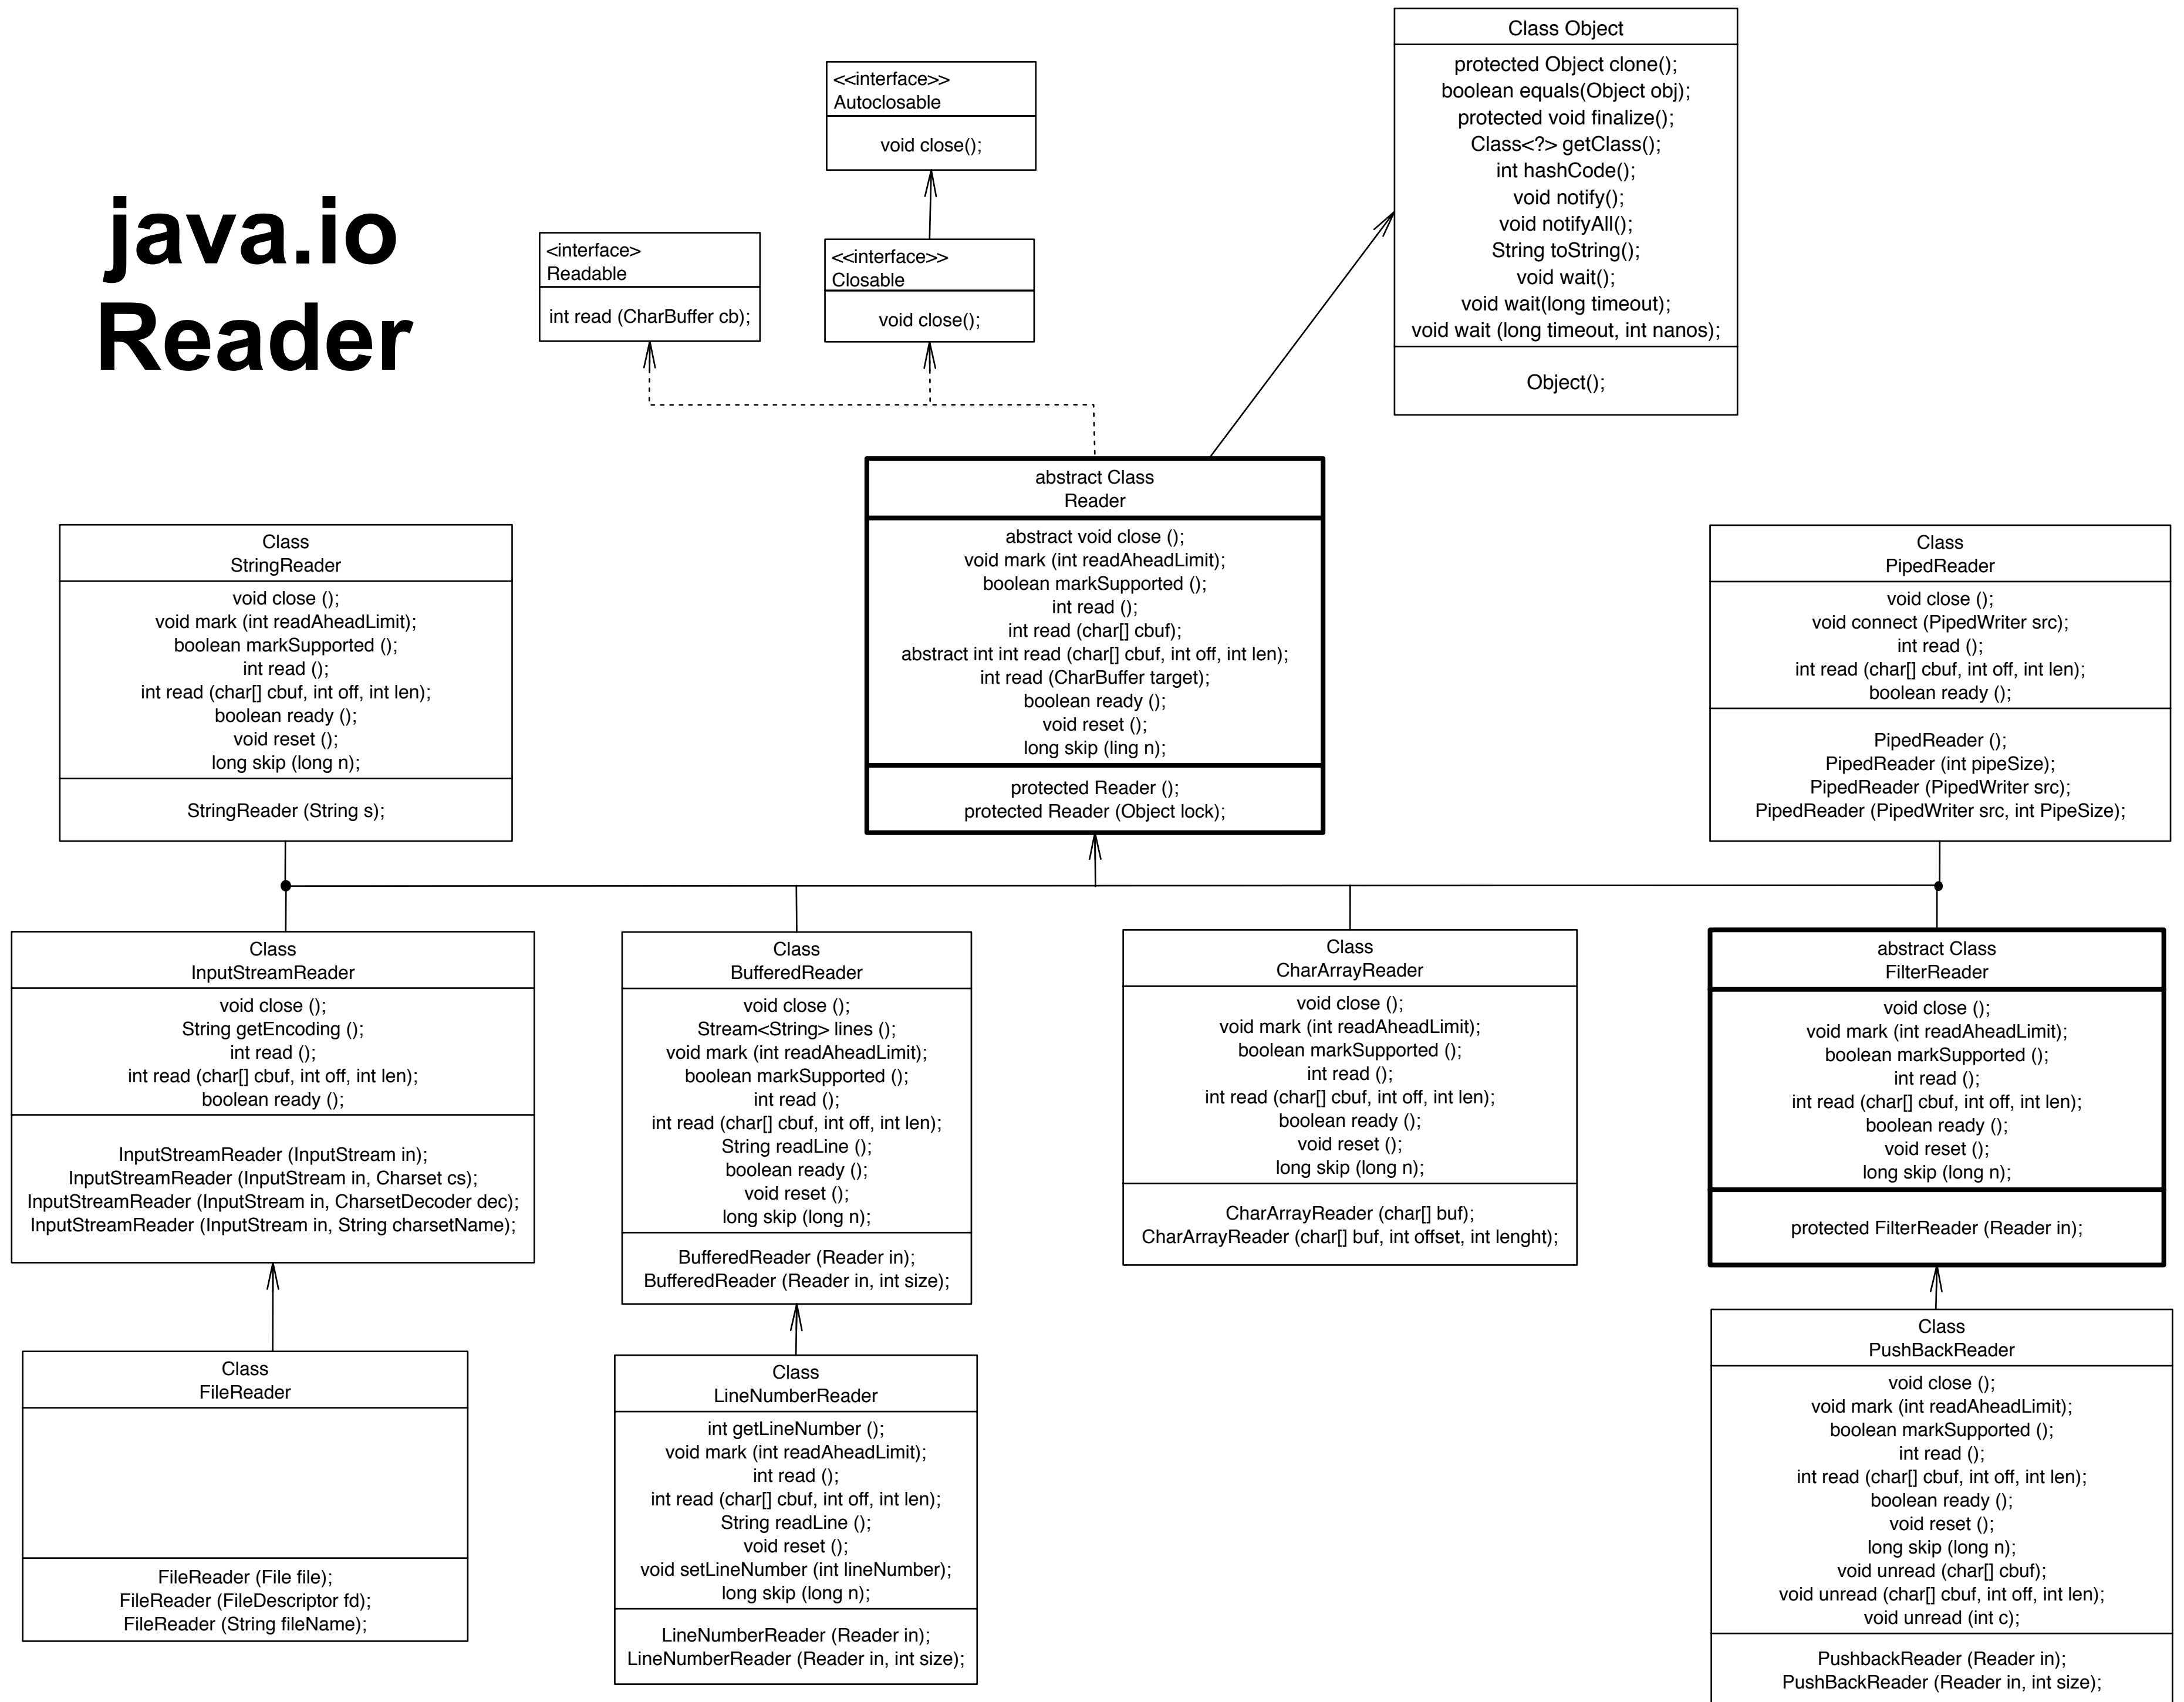 java.io
Reader
<<interface>>
Autoclosable
void close();
<interface>
Readable
int read (CharBuffer cb);
<<interface>>
Closable
void close();
Class Object
protected Object clone();
boolean equals(Object obj);
protected void finalize();
Class<?> getClass();
int hashCode();
void notify();
void notifyAll();
String toString();
void wait();
void wait(long timeout);
void wait (long timeout, int nanos);
Object();
abstract Class
Reader
abstract void close ();
void mark (int readAheadLimit);
boolean markSupported ();
int read ();
int read (char[] cbuf);
abstract int int read (char[] cbuf, int off, int len);
int read (CharBuffer target);
boolean ready ();
void reset ();
long skip (ling n);
protected Reader ();
protected Reader (Object lock);
Class
StringReader
void close ();
void mark (int readAheadLimit);
boolean markSupported ();
int read ();
int read (char[] cbuf, int off, int len);
boolean ready ();
void reset ();
long skip (long n);
StringReader (String s);
Class
PipedReader
void close ();
void connect (PipedWriter src);
int read ();
int read (char[] cbuf, int off, int len);
boolean ready ();
PipedReader ();
PipedReader (int pipeSize);
PipedReader (PipedWriter src);
PipedReader (PipedWriter src, int PipeSize);
Class
InputStreamReader
void close ();
String getEncoding ();
int read ();
int read (char[] cbuf, int off, int len);
boolean ready ();
InputStreamReader (InputStream in);
InputStreamReader (InputStream in, Charset cs);
InputStreamReader (InputStream in, CharsetDecoder dec);
InputStreamReader (InputStream in, String charsetName);
Class
BufferedReader
void close ();
Stream<String> lines ();
void mark (int readAheadLimit);
boolean markSupported ();
int read ();
int read (char[] cbuf, int off, int len);
String readLine ();
boolean ready ();
void reset ();
long skip (long n);
BufferedReader (Reader in);
BufferedReader (Reader in, int size);
Class
CharArrayReader
void close ();
void mark (int readAheadLimit);
boolean markSupported ();
int read ();
int read (char[] cbuf, int off, int len);
boolean ready ();
void reset ();
long skip (long n);
CharArrayReader (char[] buf);
CharArrayReader (char[] buf, int offset, int lenght);
abstract Class
FilterReader
void close ();
void mark (int readAheadLimit);
boolean markSupported ();
int read ();
int read (char[] cbuf, int off, int len);
boolean ready ();
void reset ();
long skip (long n);
protected FilterReader (Reader in);
Class
FileReader
FileReader (File file);
FileReader (FileDescriptor fd);
FileReader (String fileName);
Class
LineNumberReader
int getLineNumber ();
void mark (int readAheadLimit);
int read ();
int read (char[] cbuf, int off, int len);
String readLine ();
void reset ();
void setLineNumber (int lineNumber);
long skip (long n);
LineNumberReader (Reader in);
LineNumberReader (Reader in, int size);
Class
PushBackReader
void close ();
void mark (int readAheadLimit);
boolean markSupported ();
int read ();
int read (char[] cbuf, int off, int len);
boolean ready ();
void reset ();
long skip (long n);
void unread (char[] cbuf);
void unread (char[] cbuf, int off, int len);
void unread (int c);
PushbackReader (Reader in);
PushBackReader (Reader in, int size);